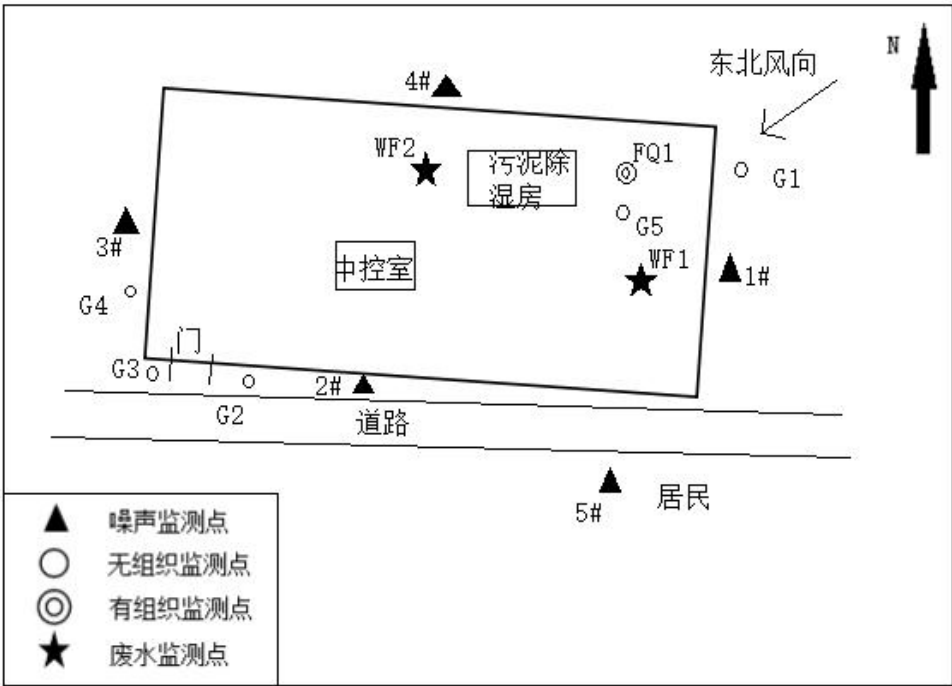 N
东北风向
4#
WF2
污泥除
湿房
FQ1
G1
G5
3#
中控室
WF1
1#
G4
门
G3
2#
G2
道路
5#
居民
噪声监测点
无组织监测点
有组织监测点
废水监测点